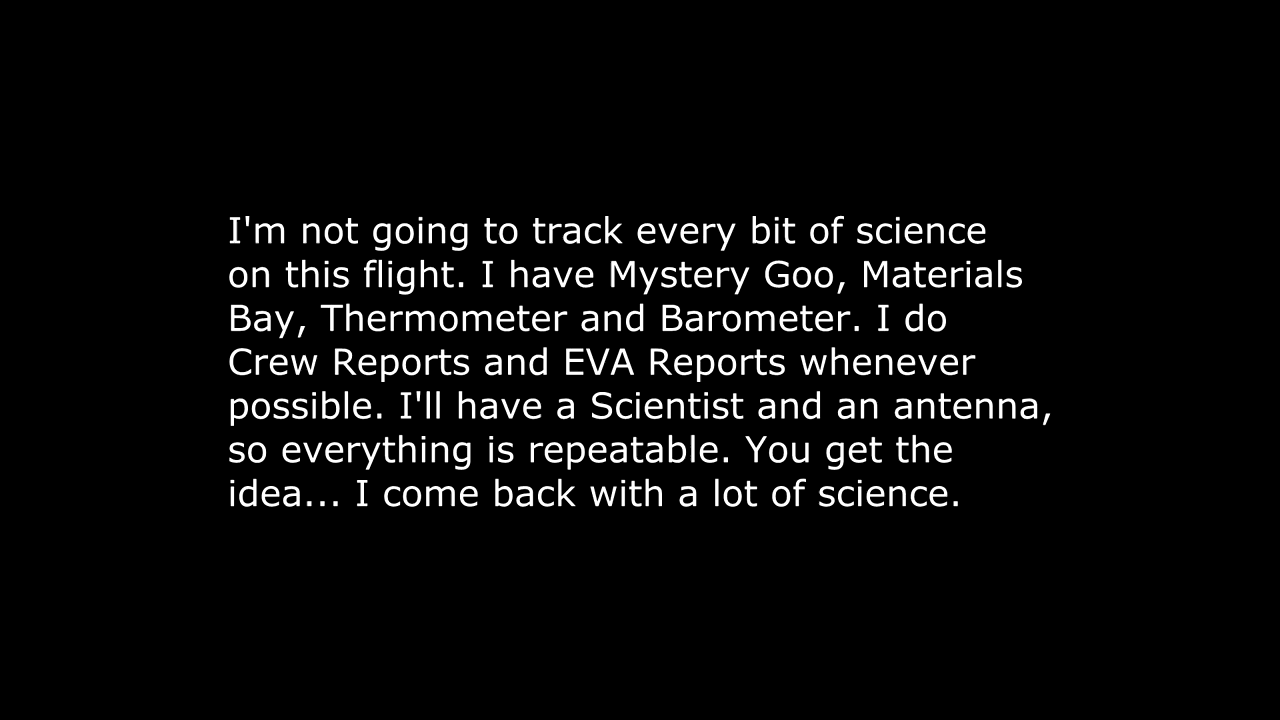 I'm not going to track every bit of science
on this flight. I have Mystery Goo, Materials
Bay, Thermometer and Barometer. I do
Crew Reports and EVA Reports whenever
possible. I'll have a Scientist and an antenna,
so everything is repeatable. You get the
idea... I come back with a lot of science.